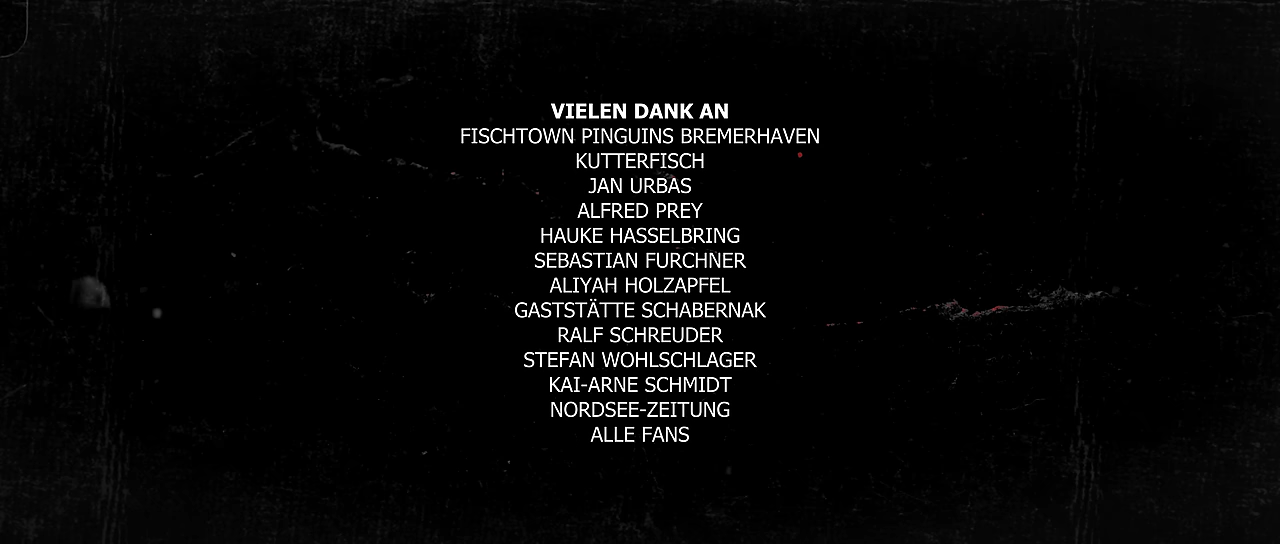 VIELEN DANK AN
FISCHTOWN PINGUINS BREMERHAVEN
KUTTERFISCH
JAN URBAS
ALFRED PREY
HAUKE HASSELBRING
SEBASTIAN FURCHNER
ALIYAH HOLZAPFEL
GASTSTÄTTE SCHABERNAK
RALF SCHREUDER
STEFAN WOHLSCHLAGER
KAI-ARNE SCHMIDT
NORDSEE-ZEITUNG
ALLE FANS